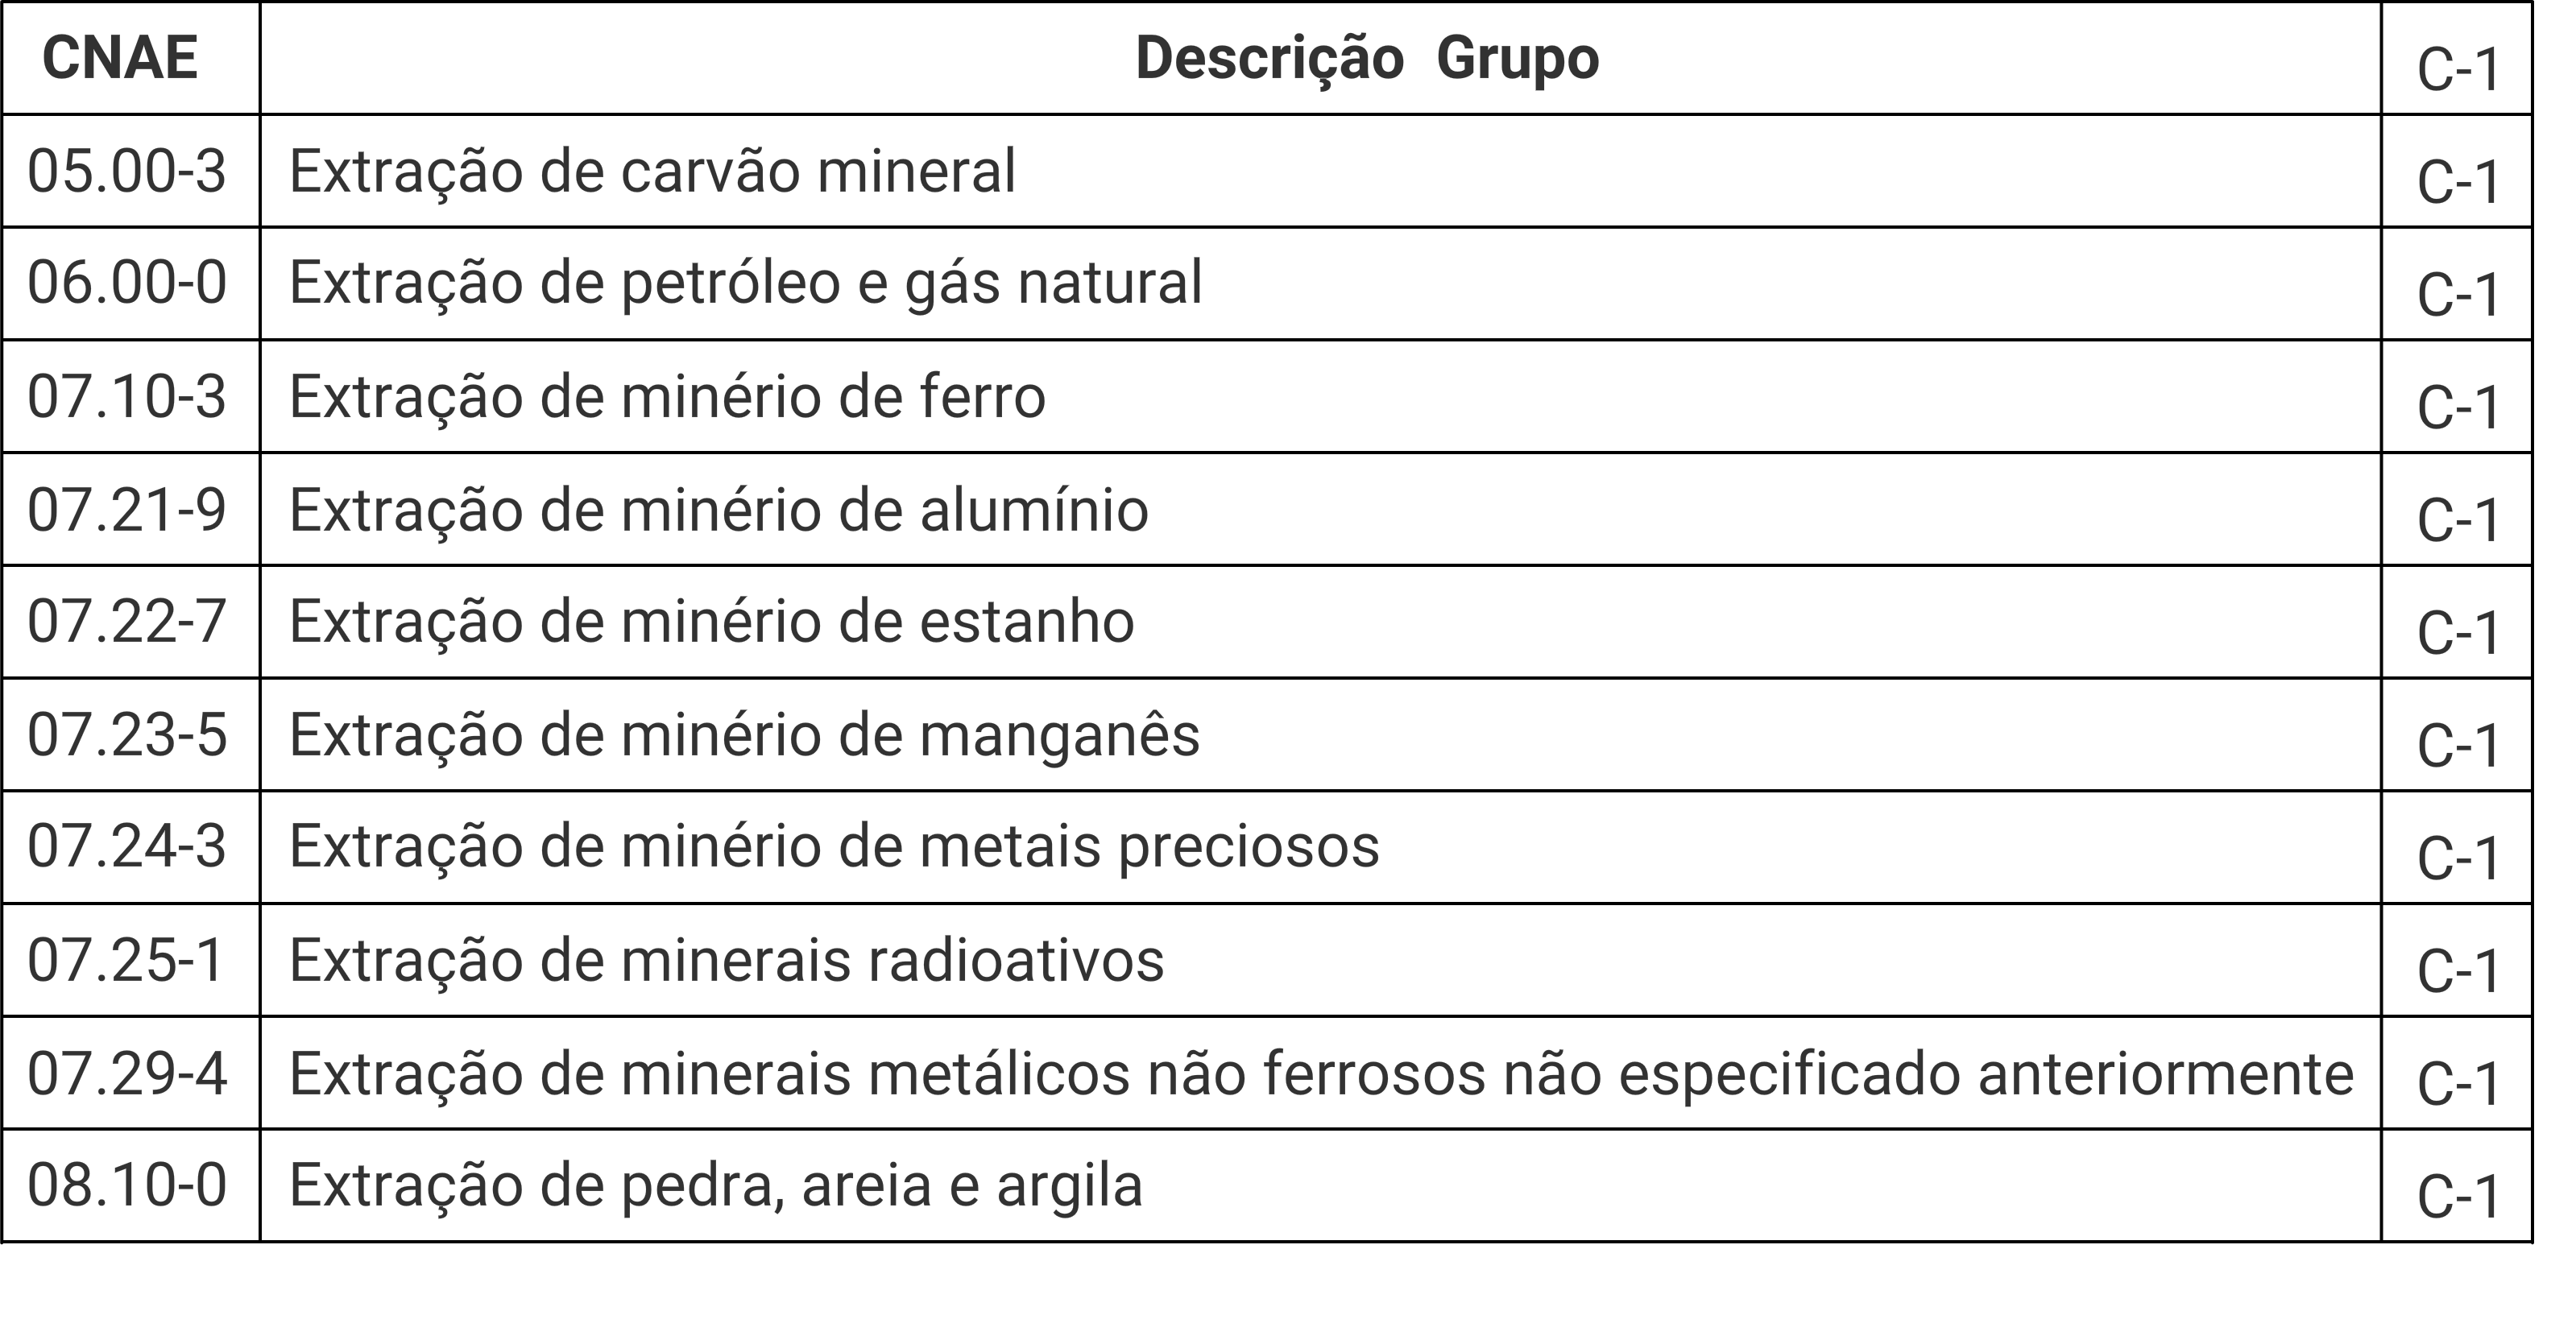 CNAE Descrição Grupo C-1
05.00-3 Extração de carvão mineral C-1
06.00-0 Extração de petróleo e gás natural C-1
07.10-3 Extração de minério de ferro C-1
07.21-9 Extração de minério de alumínio C-1
07.22-7 Extração de minério de estanho C-1
07.23-5 Extração de minério de manganês C-1
07.24-3 Extração de minério de metais preciosos C-1
07.25-1 Extração de minerais radioativos C-1
07.29-4 Extração de minerais metálicos não ferrosos não especificado anteriormente C-1
08.10-0 Extração de pedra, areia e argila C-1